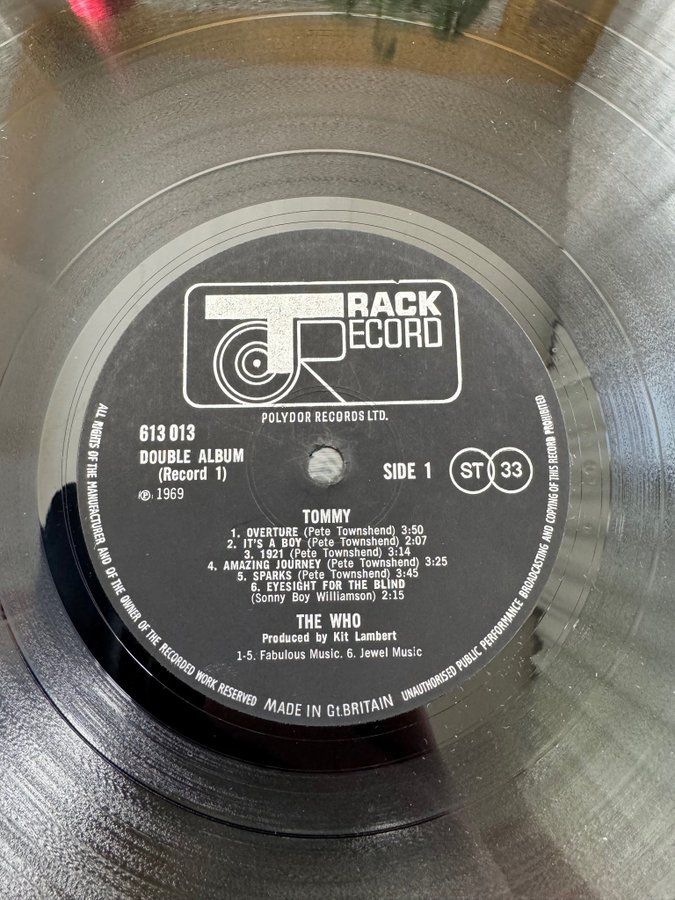 TRACK
RECORD
POLYDOR RECORDS LTD.
613 013
DOUBLE ALBUM
(Record 1)
℗ 1969
SIDE 1
ST 33
TOMMY
1. OVERTURE (Pete Townshend) 3:50
2. IT'S A BOY (Pete Townshend) 2:07
3. 1921 (Pete Townshend) 3:14
4. AMAZING JOURNEY (Pete Townshend) 3:25
5. SPARKS (Pete Townshend) 3:45
6. EYESIGHT FOR THE BLIND
(Sonny Boy Williamson) 2:15
THE WHO
Produced by Kit Lambert
1-5. Fabulous Music. 6. Jewel Music
ALL RIGHTS OF THE MANUFACTURER AND OF THE OWNER OF THE RECORDED WORK RESERVED
MADE IN Gt.BRITAIN
UNAUTHORISED PUBLIC PERFORMANCE BROADCASTING AND COPYING OF THIS RECORD PROHIBITED